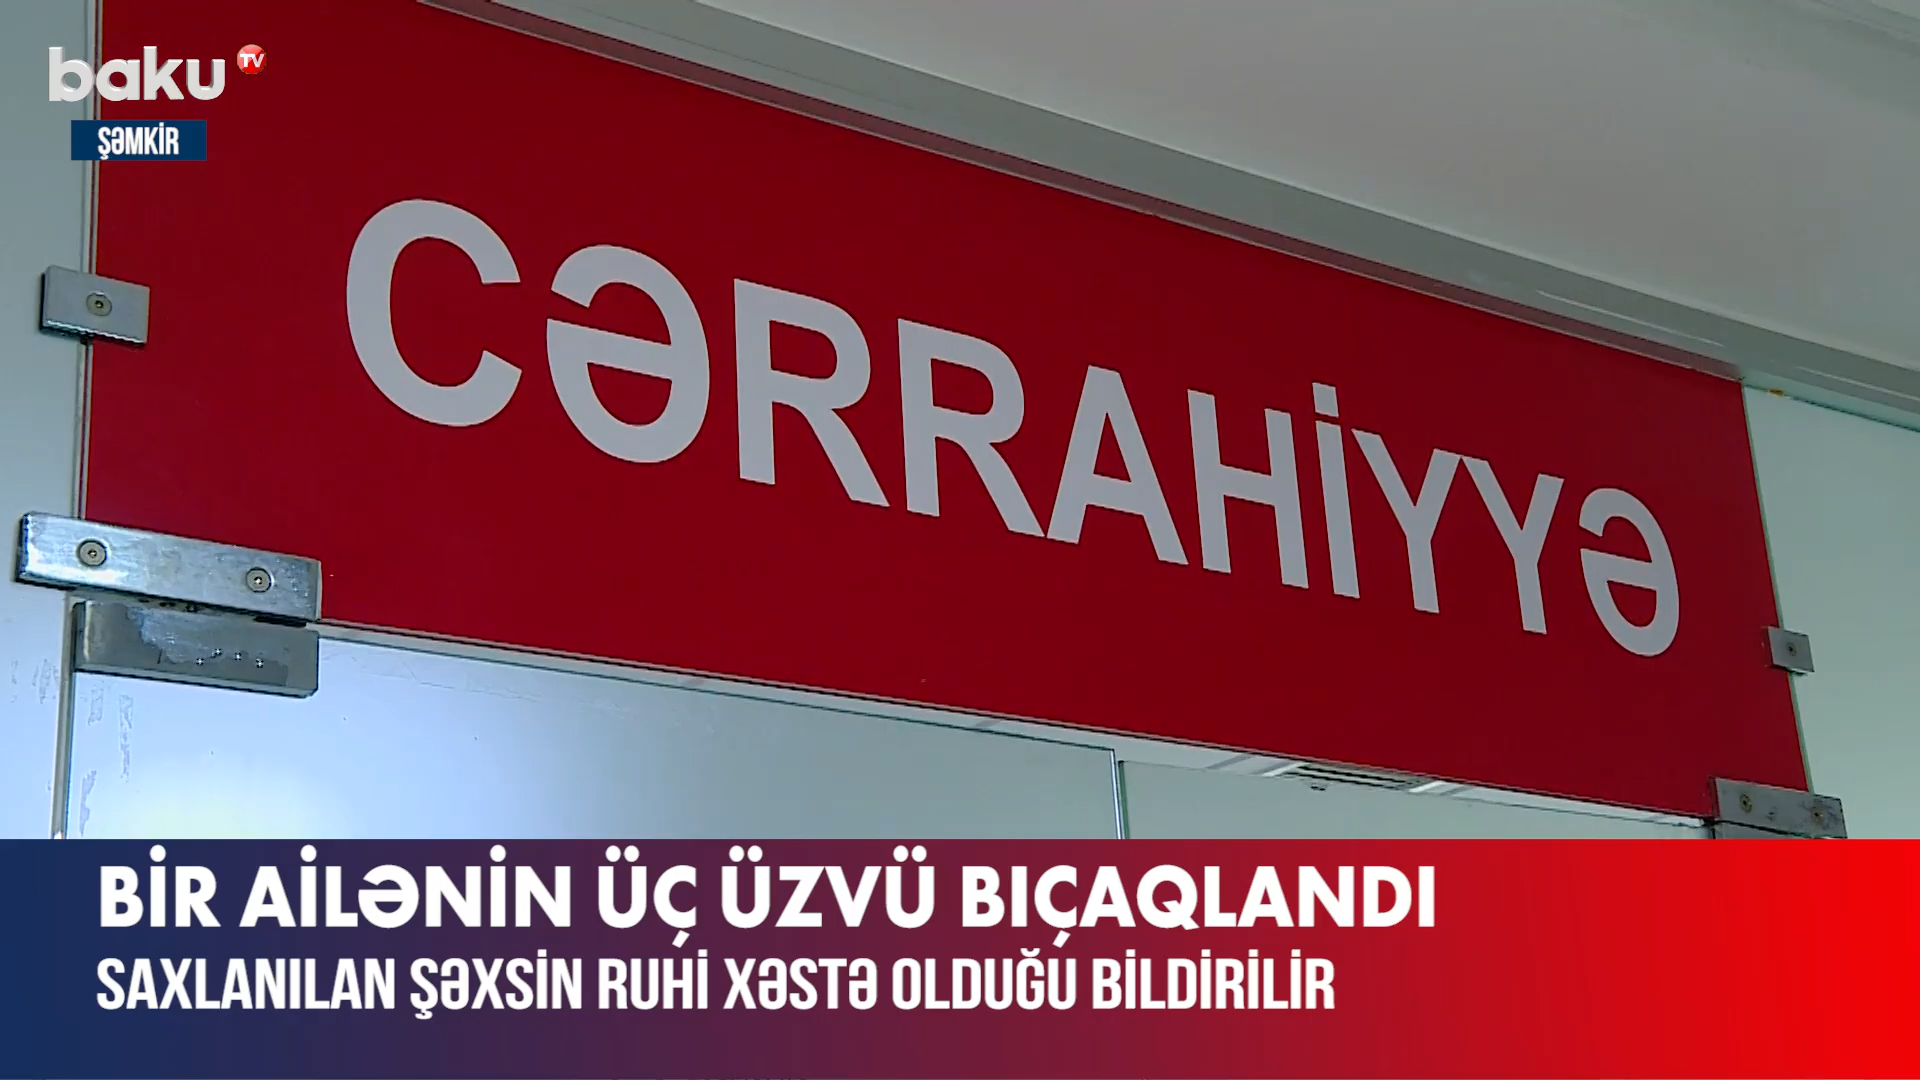 baku TV
ŞƏMKİR
CƏRRAHİYYƏ
BİR AİLƏNİN ÜÇ ÜZVÜ BIÇAQLANDI
SAXLANILAN ŞƏXSİN RUHİ XƏSTƏ OLDUĞU BİLDİRİLİR